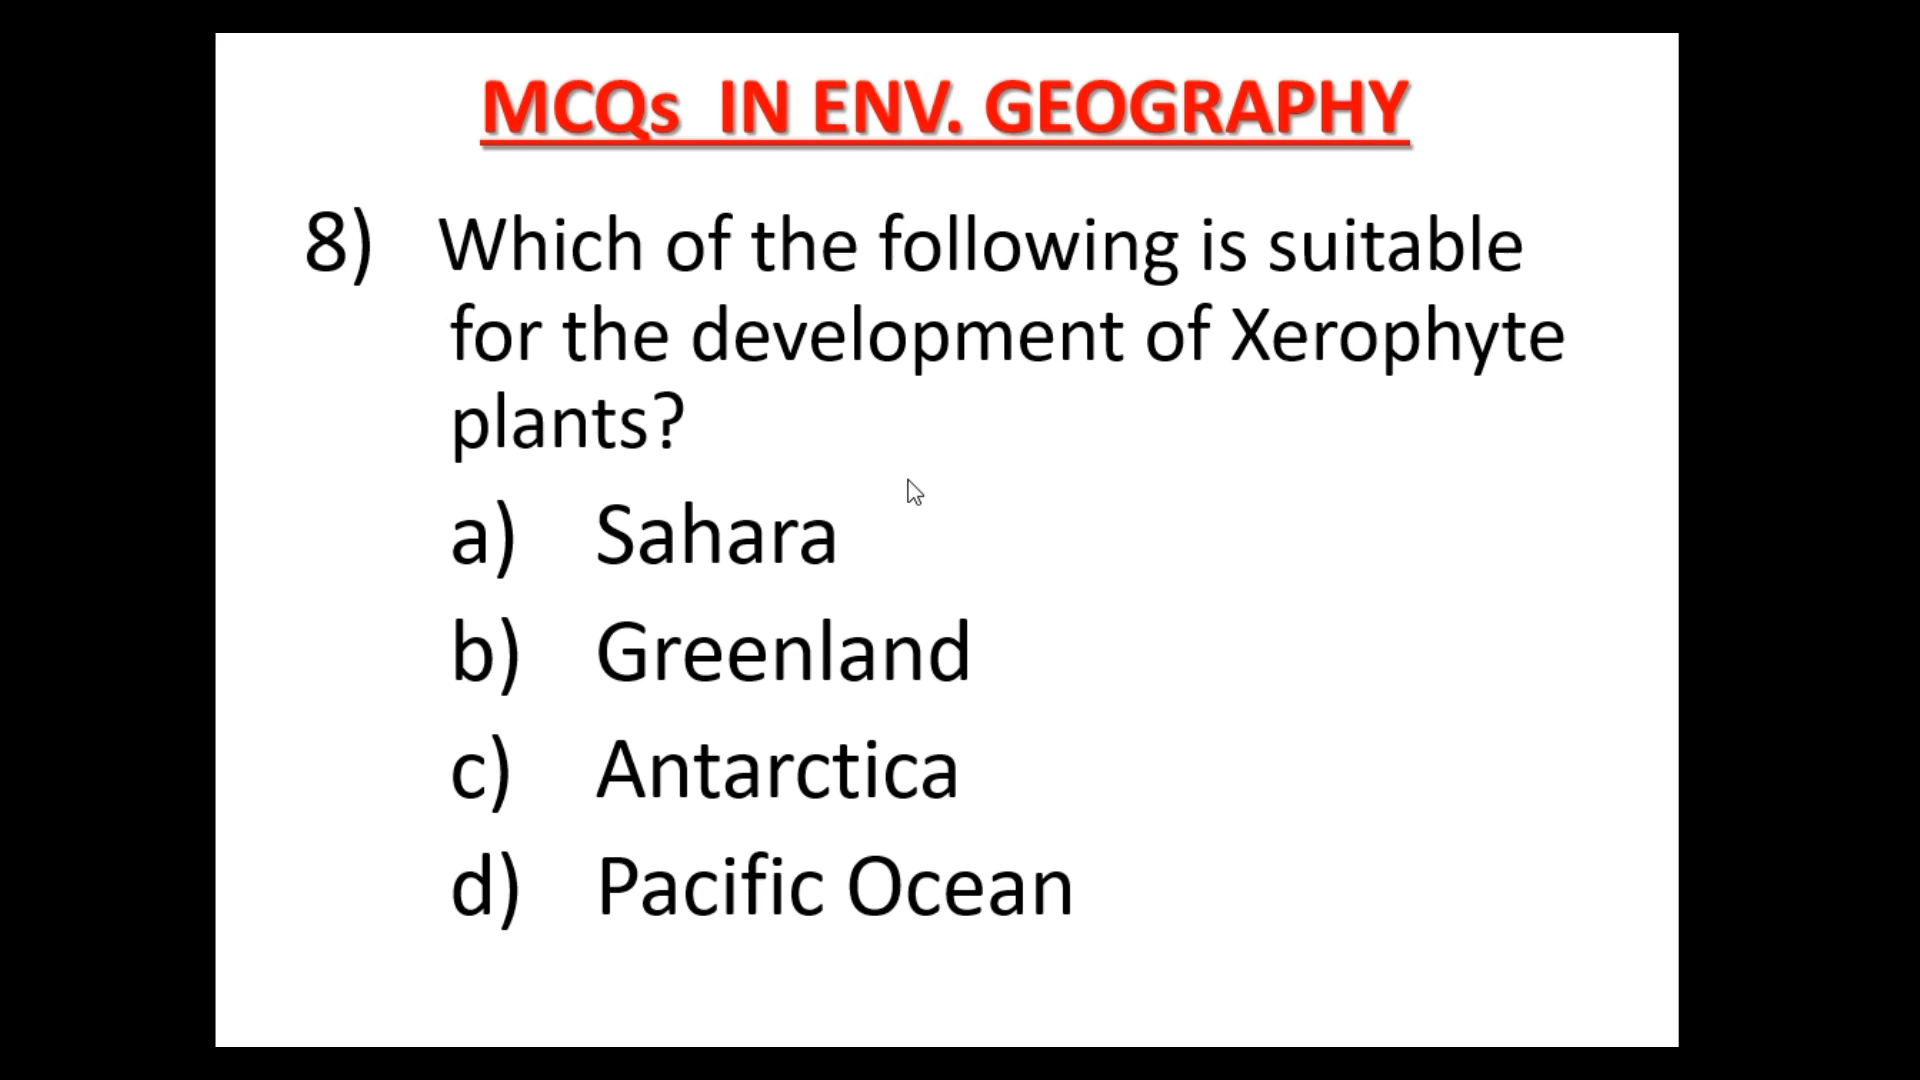 MCQs IN ENV. GEOGRAPHY
8) Which of the following is suitable
for the development of Xerophyte
plants?
a) Sahara
b) Greenland
c) Antarctica
d) Pacific Ocean